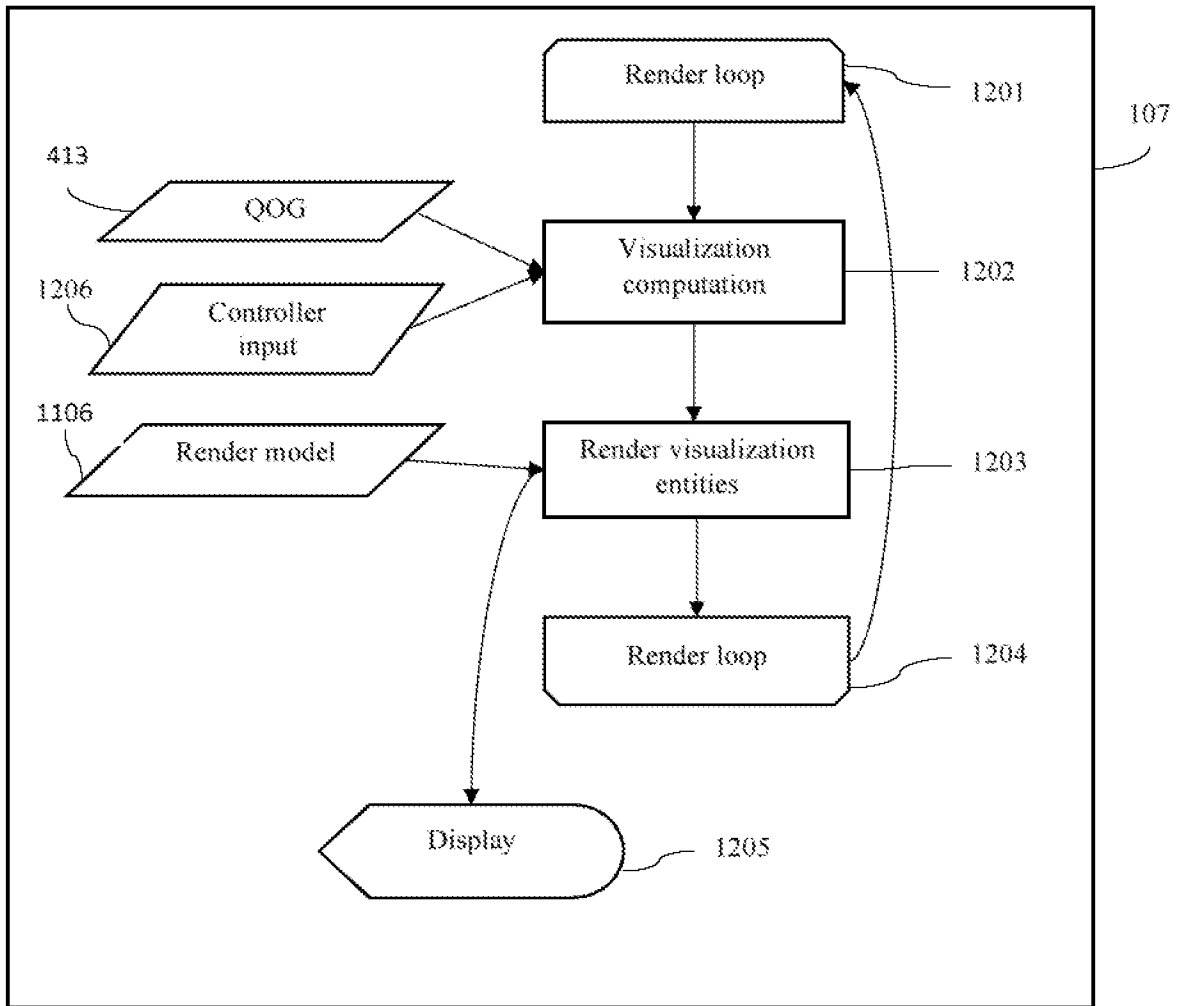 Render loop
1201
107
413
QOG
Visualization
computation
1202
1206
Controller
input
1106
Render model
Render visualization
entities
1203
Render loop
1204
Display
1205